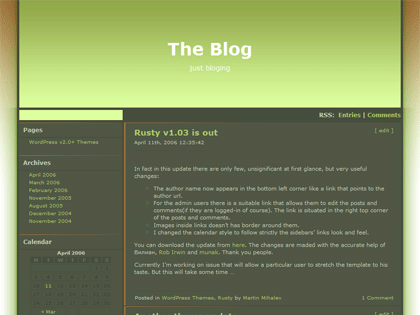 The Blog
just bloging
RSS: Entries | Comments
Pages
WordPress v2.0+ Themes
Archives
April 2006
March 2006
February 2006
November 2005
August 2005
December 2004
November 2004
Calendar
April 2006
M T W T F S S
11
« Mar
Rusty v1.03 is out
[ edit ]
April 11th, 2006 12:35:42
In fact in this update there are only few, unsignificant at first glance, but very useful
changes:
The author name now appears in the bottom left corner like a link that points to the
author url.
For the admin users there is a suitable link that allows them to edit the posts and
comments(if they are logged-in of course). The link is situated in the right top corner
of the posts and comments.
Images inside links doesn't has border around them.
I changed the calendar style to follow strictly the sidebars' links look and feel.
You can download the update from here. The changes are maded with the accurate help of
Вилман, Rob Irwin and munak. Thank you people.
Currently I'm working on issue that will allow a particular user to stretch the template to his
taste. But this will take some time ..
Posted in WordPress Themes, Rusty by Martin Mihalev
1 Comment